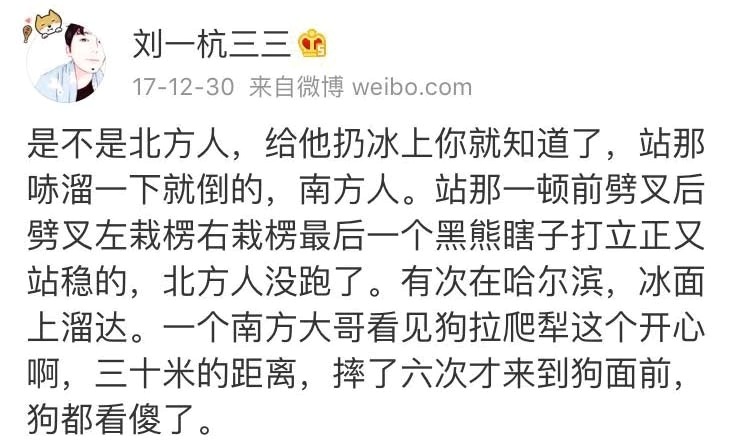 刘一杭三三
17-12-30 来自微博 weibo.com
是不是北方人，给他扔冰上你就知道了，站那
哧溜一下就倒的，南方人。站那一顿前劈叉后
劈叉左栽楞右栽楞最后一个黑熊瞎子打立正又
站稳的，北方人没跑了。有次在哈尔滨，冰面
上溜达。一个南方大哥看见狗拉爬犁这个开心
啊，三十米的距离，摔了六次才来到狗面前，
狗都看傻了。